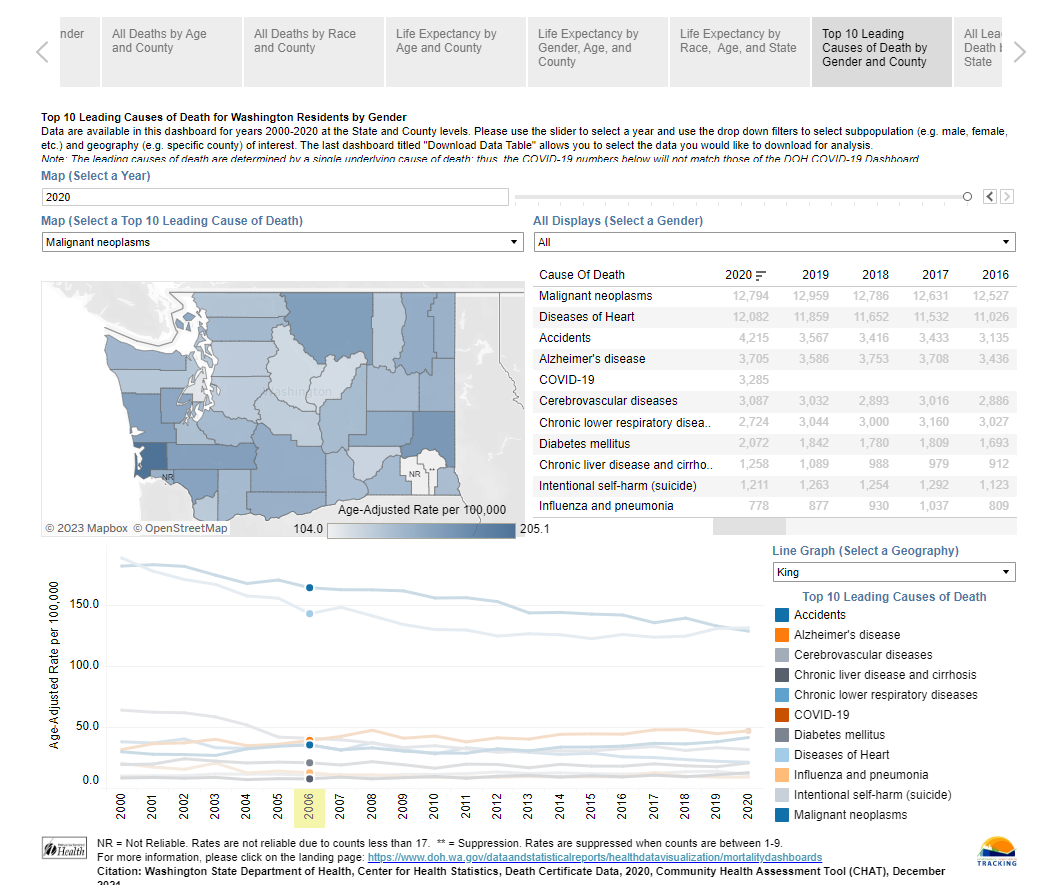 nder
All Deaths by Age
and County
All Deaths by Race
and County
Life Expectancy by
Age and County
Life Expectancy by
Gender, Age, and
County
Life Expectancy by
Race, Age, and State
Top 10 Leading
Causes of Death by
Gender and County
All Lea
Death b
State
Top 10 Leading Causes of Death for Washington Residents by Gender
Data are available in this dashboard for years 2000-2020 at the State and County levels. Please use the slider to select a year and use the drop down filters to select subpopulation (e.g. male, female,
etc.) and geography (e.g. specific county) of interest. The last dashboard titled "Download Data Table" allows you to select the data you would like to download for analysis.
Note: The leading causes of death are determined by a single underlying cause of death; thus, the COVID-19 numbers below will not match those of the DOH COVID-19 Dashboard
Map (Select a Year)
2020
Map (Select a Top 10 Leading Cause of Death)
Malignant neoplasms
All Displays (Select a Gender)
All
Cause Of Death 2020 2019 2018 2017 2016
Malignant neoplasms 12,794 12,959 12,786 12,631 12,527
Diseases of Heart 12,082 11,859 11,652 11,532 11,026
Accidents 4,215 3,567 3,416 3,433 3,135
Alzheimer's disease 3,705 3,586 3,753 3,708 3,436
COVID-19 3,285
Cerebrovascular diseases 3,087 3,032 2,893 3,016 2,886
Chronic lower respiratory disea.. 2,724 3,044 3,000 3,160 3,027
Diabetes mellitus 2,072 1,842 1,780 1,809 1,693
Chronic liver disease and cirrho.. 1,258 1,089 988 979 912
Intentional self-harm (suicide) 1,211 1,263 1,254 1,292 1,123
Influenza and pneumonia 778 877 930 1,037 809
Washington
NR
NR
**
Age-Adjusted Rate per 100,000
104.0 205.1
© 2023 Mapbox © OpenStreetMap
Age-Adjusted Rate per 100,000
150.0
100.0
50.0
0.0
2000 2001 2002 2003 2004 2005 2006 2007 2008 2009 2010 2011 2012 2013 2014 2015 2016 2017 2018 2019 2020
Line Graph (Select a Geography)
King
Top 10 Leading Causes of Death
Accidents
Alzheimer's disease
Cerebrovascular diseases
Chronic liver disease and cirrhosis
Chronic lower respiratory diseases
COVID-19
Diabetes mellitus
Diseases of Heart
Influenza and pneumonia
Intentional self-harm (suicide)
Malignant neoplasms
Health
NR = Not Reliable. Rates are not reliable due to counts less than 17. ** = Suppression. Rates are suppressed when counts are between 1-9.
For more information, please click on the landing page: https://www.doh.wa.gov/dataandstatisticalreports/healthdatavisualization/mortalitydashboards
Citation: Washington State Department of Health, Center for Health Statistics, Death Certificate Data, 2020, Community Health Assessment Tool (CHAT), December
2021
TRACKING